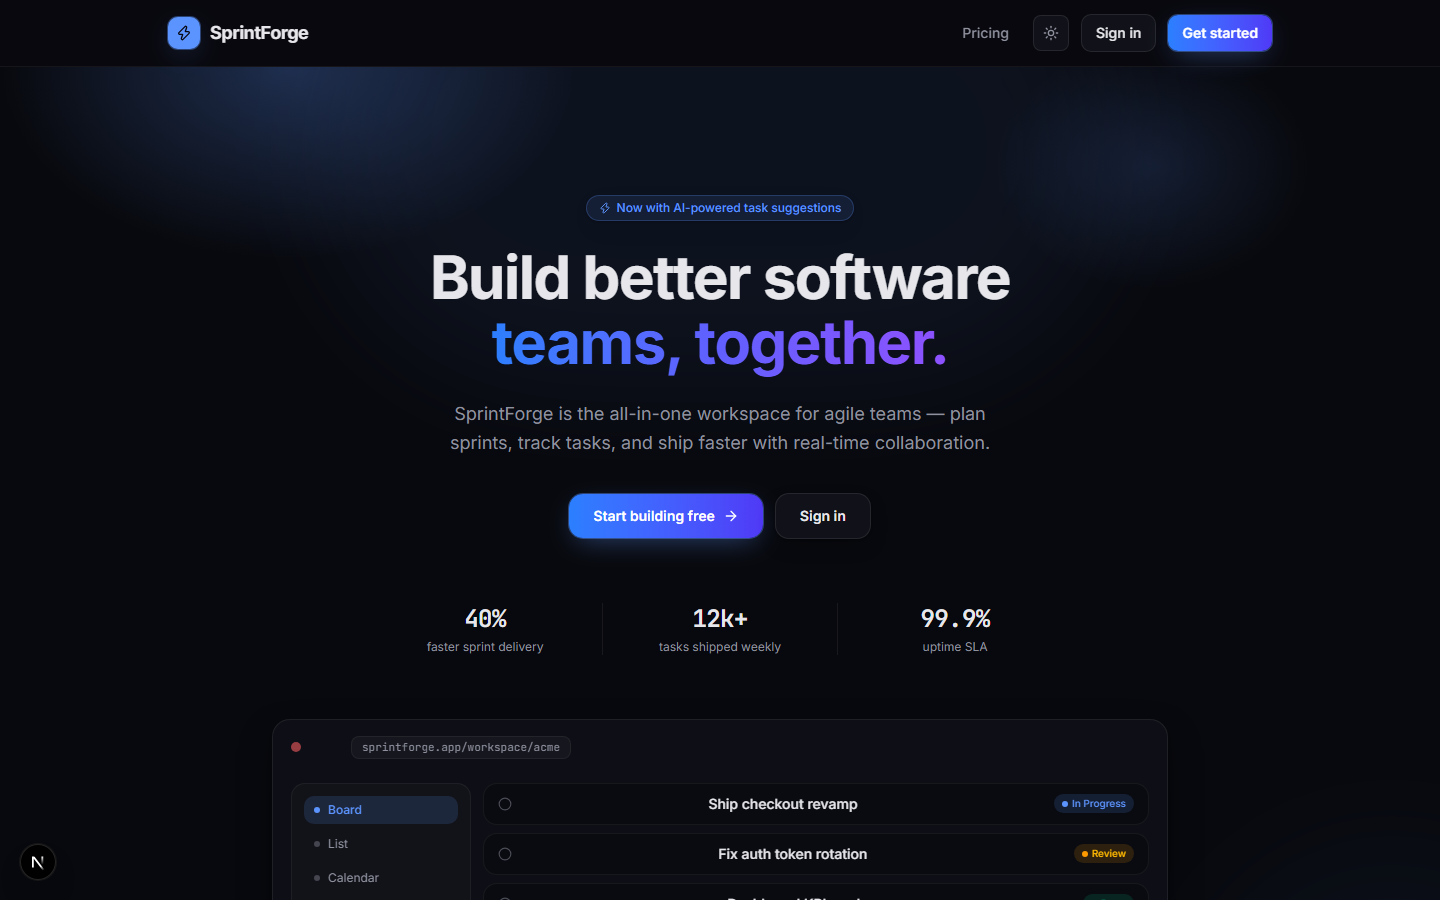 SprintForge
Pricing
Sign in
Get started
Now with AI-powered task suggestions
Build better software
teams, together.
SprintForge is the all-in-one workspace for agile teams — plan
sprints, track tasks, and ship faster with real-time collaboration.
Start building free →
Sign in
40%
faster sprint delivery
12k+
tasks shipped weekly
99.9%
uptime SLA
sprintforge.app/workspace/acme
Board
List
Calendar
Ship checkout revamp
In Progress
Fix auth token rotation
Review
N